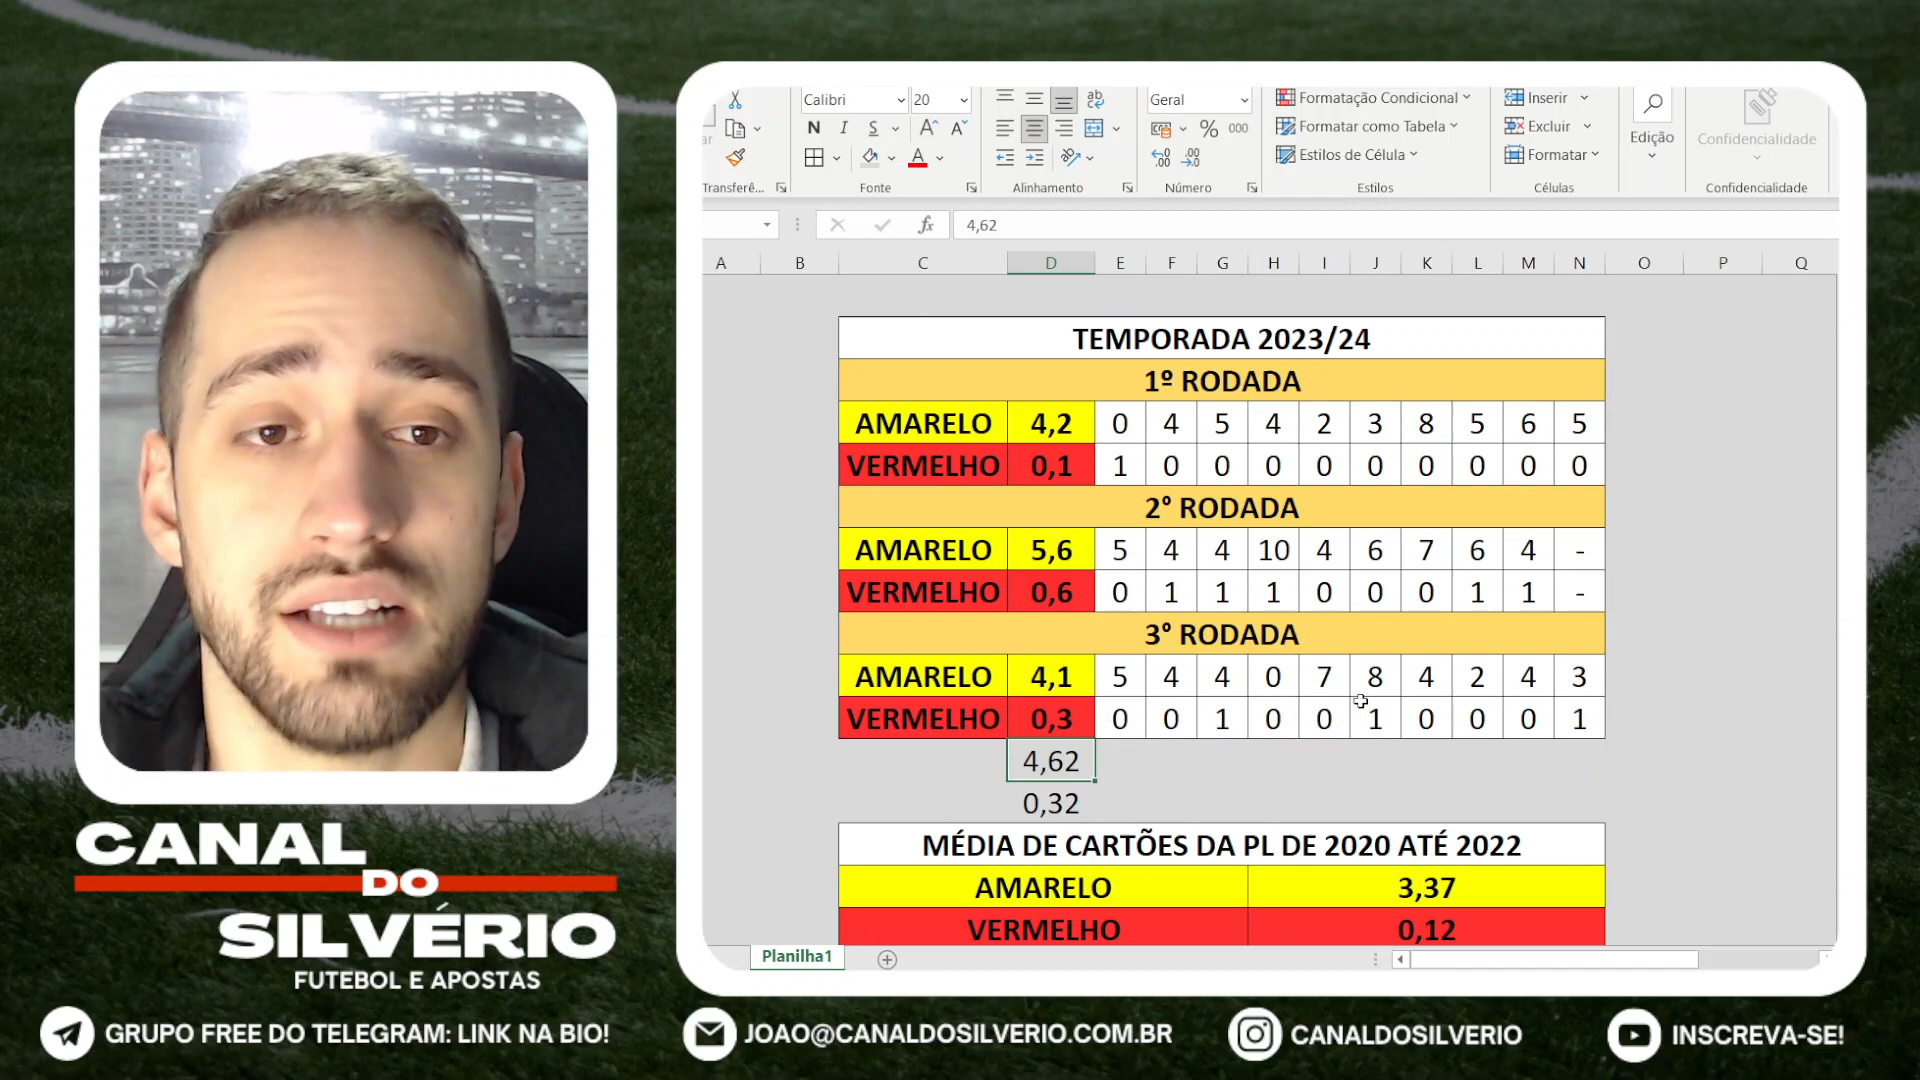 Calibri 20 ab Geral Formatação Condicional Inserir
N I S A A % 000 Formatar como Tabela Excluir Edição Confidencialidade
A Estilos de Célula Formatar
Transferê... Fonte Alinhamento Número Estilos Células Confidencialidade
fx 4,62
A B C D E F G H I J K L M N O P Q
TEMPORADA 2023/24
1º RODADA
AMARELO 4,2 0 4 5 4 2 3 8 5 6 5
VERMELHO 0,1 1 0 0 0 0 0 0 0 0 0
2° RODADA
AMARELO 5,6 5 4 4 10 4 6 7 6 4 -
VERMELHO 0,6 0 1 1 1 0 0 0 1 1 -
3° RODADA
AMARELO 4,1 5 4 4 0 7 8 4 2 4 3
VERMELHO 0,3 0 0 1 0 0 1 0 0 0 1
4,62
0,32
MÉDIA DE CARTÕES DA PL DE 2020 ATÉ 2022
AMARELO 3,37
VERMELHO 0,12
Planilha1
CANAL
DO
SILVÉRIO
FUTEBOL E APOSTAS
GRUPO FREE DO TELEGRAM: LINK NA BIO!
JOAO@CANALDOSILVERIO.COM.BR
CANALDOSILVERIO
INSCREVA-SE!